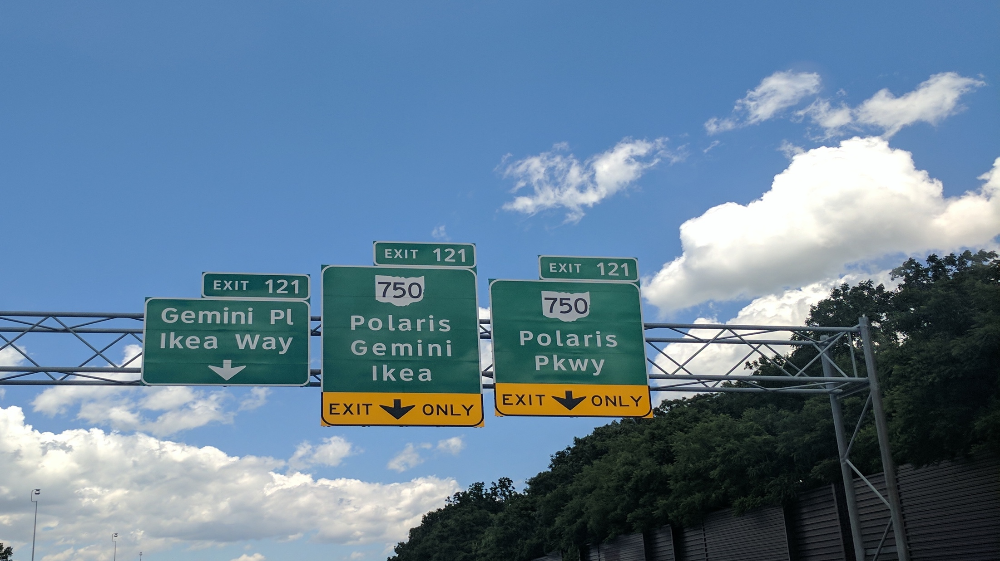 EXIT 121
Gemini Pl
Ikea Way
EXIT 121
750
Polaris
Gemini
Ikea
EXIT ONLY
EXIT 121
750
Polaris
Pkwy
EXIT ONLY